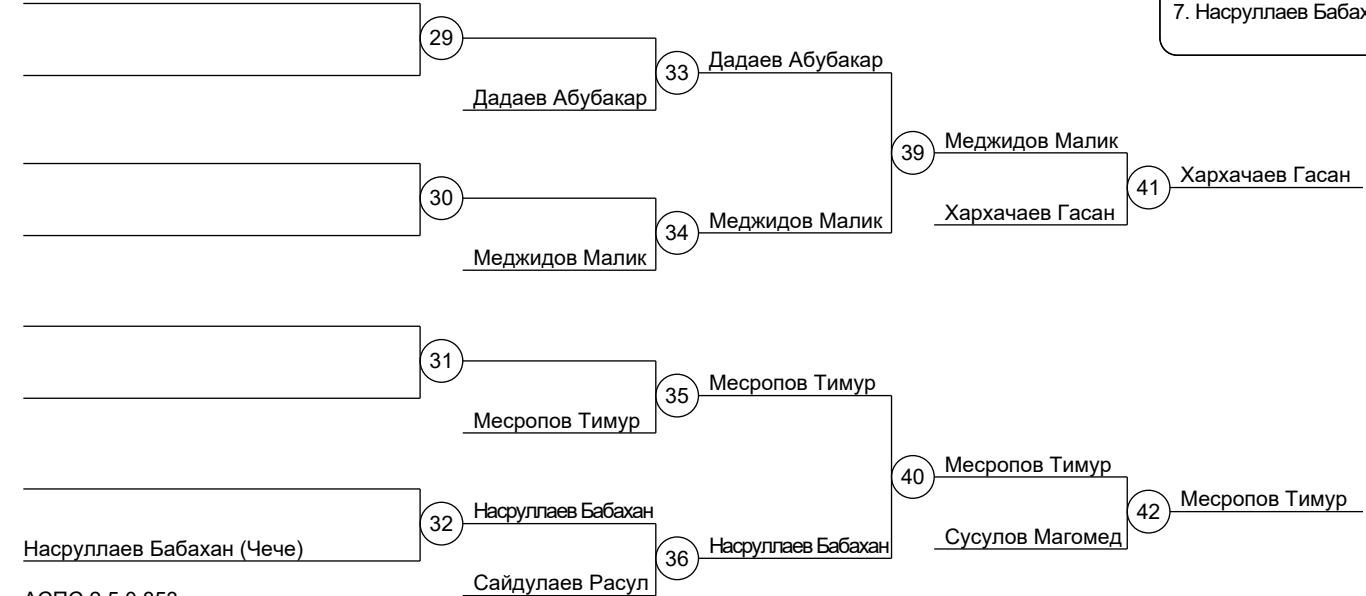 7. Насруллаев
29
Дадаев Абубакар
33
Дадаев Абубакар
39
Меджидов Малик
30
Меджидов Малик
34
Меджидов Малик
Хархачаев Гасан
41
Хархачаев Гасан
31
Месропов Тимур
35
Месропов Тимур
40
Месропов Тимур
Насруллаев Бабахан (Чече)
32
Насруллаев Бабахан
Сайдулаев Расул
36
Насруллаев Бабахан
Сусулов Магомед
42
Месропов Тимур